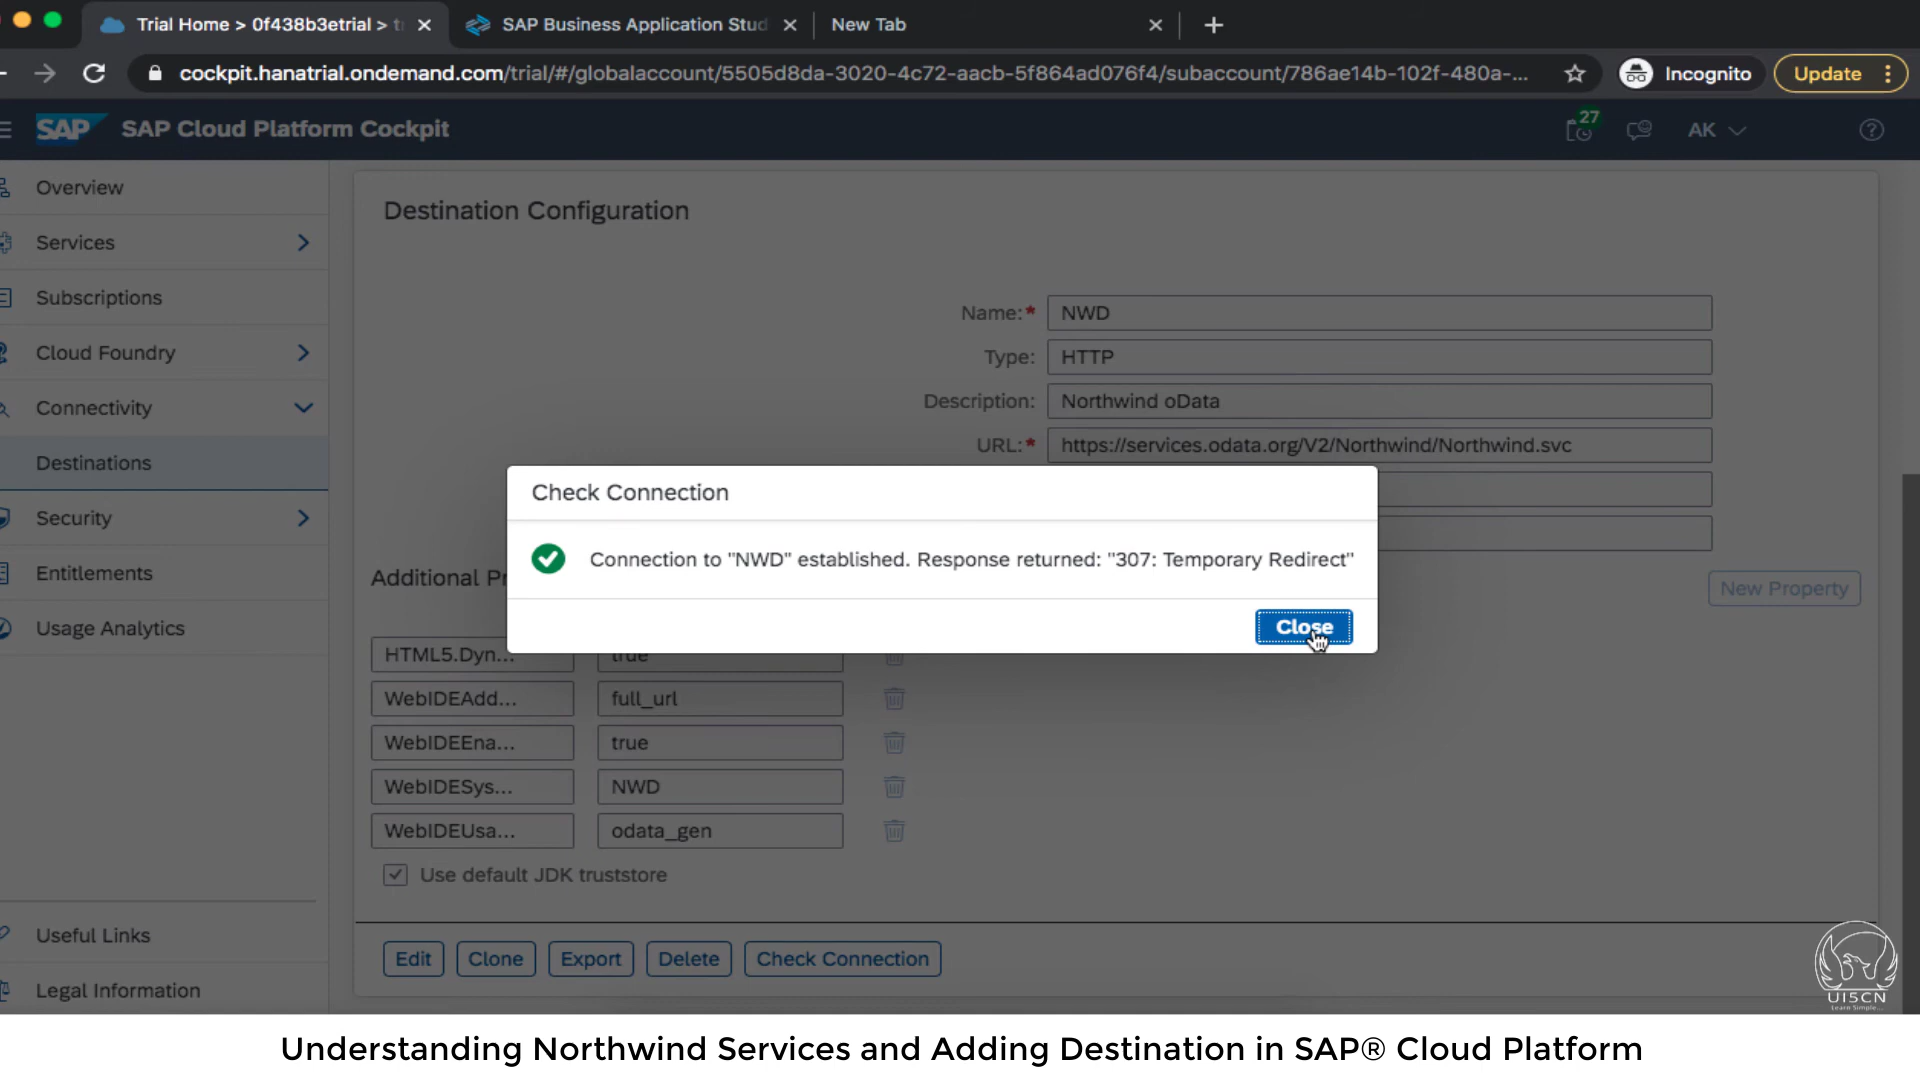 Trial Home > 0f438b3etrial > tr
SAP Business Application Stud
New Tab
cockpit.hanatrial.ondemand.com/trial/#/globalaccount/5505d8da-3020-4c72-aacb-5f864ad076f4/subaccount/786ae14b-102f-480a-...
Incognito
Update
SAP
SAP Cloud Platform Cockpit
27
AK
Overview
Services
Subscriptions
Cloud Foundry
Connectivity
Destinations
Security
Entitlements
Usage Analytics
Useful Links
Legal Information
Destination Configuration
Name:* NWD
Type: HTTP
Description: Northwind oData
URL:* https://services.odata.org/V2/Northwind/Northwind.svc
Check Connection
Connection to "NWD" established. Response returned: "307: Temporary Redirect"
Close
Additional Pr
New Property
HTML5.Dyn... true
WebIDEAdd... full_url
WebIDEEna... true
WebIDESys... NWD
WebIDEUsa... odata_gen
Use default JDK truststore
Edit Clone Export Delete Check Connection
UI5CN
Learn Simple...
Understanding Northwind Services and Adding Destination in SAP® Cloud Platform